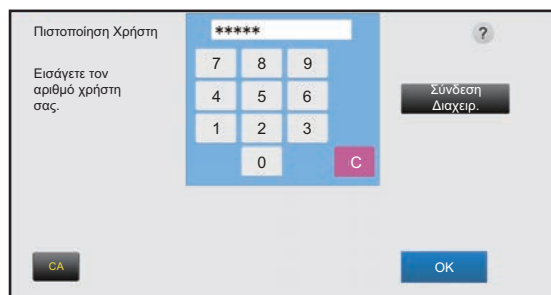 Πιστοποίηση Χρήστη
*****
?
Εισάγετε τον
αριθμό χρήστη
σας.
7 8 9
4 5 6
1 2 3
0 C
Σύνδεση
Διαχειρ.
CA
OK